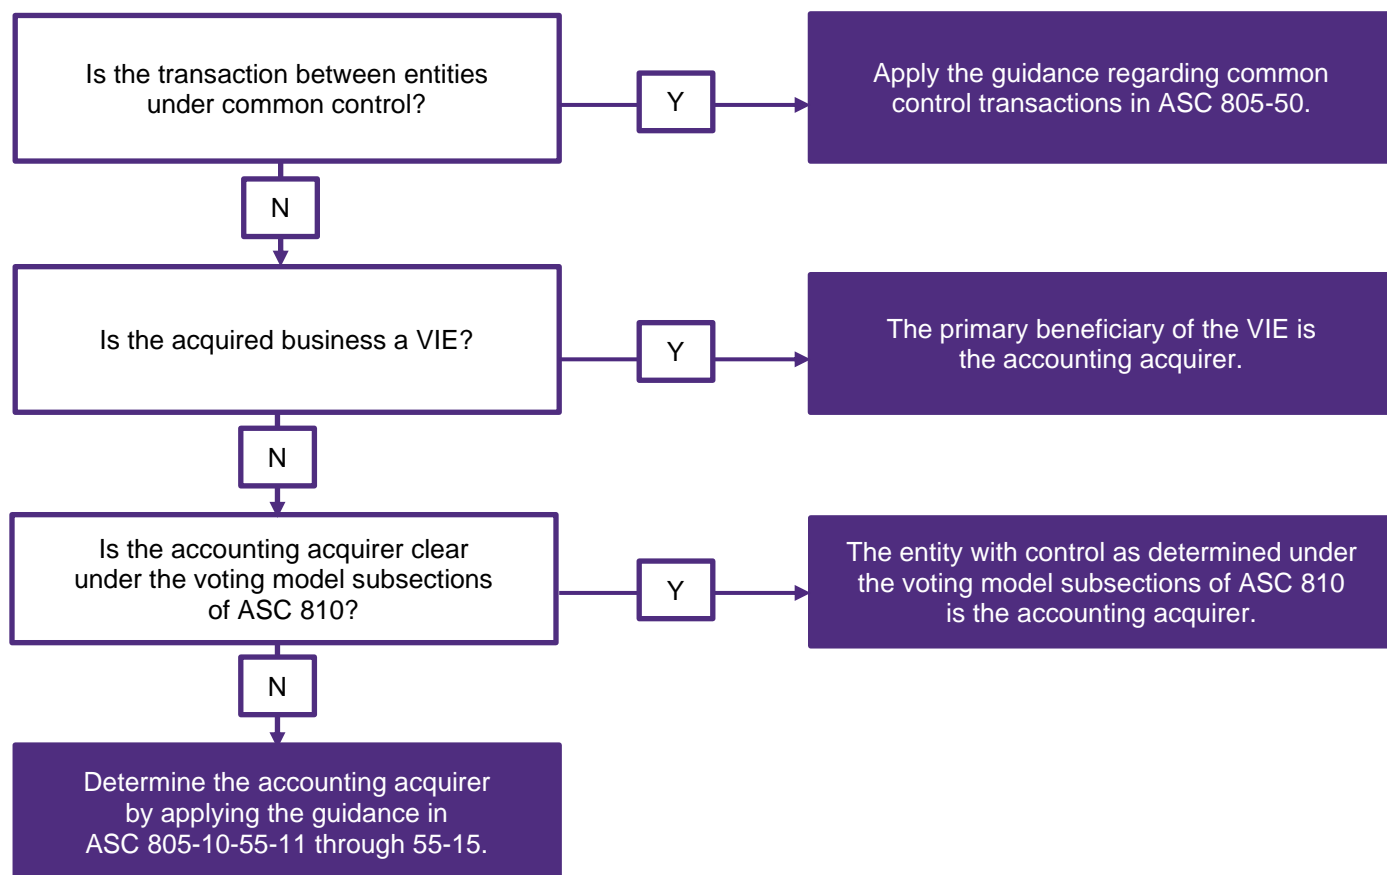 Is the transaction between entities
under common control?
Y
Apply the guidance regarding common
control transactions in ASC 805-50.
N
Is the acquired business a VIE?
Y
The primary beneficiary of the VIE is
the accounting acquirer.
N
Is the accounting acquirer clear
under the voting model subsections
of ASC 810?
Y
The entity with control as determined under
the voting model subsections of ASC 810
is the accounting acquirer.
N
Determine the accounting acquirer
by applying the guidance in
ASC 805-10-55-11 through 55-15.